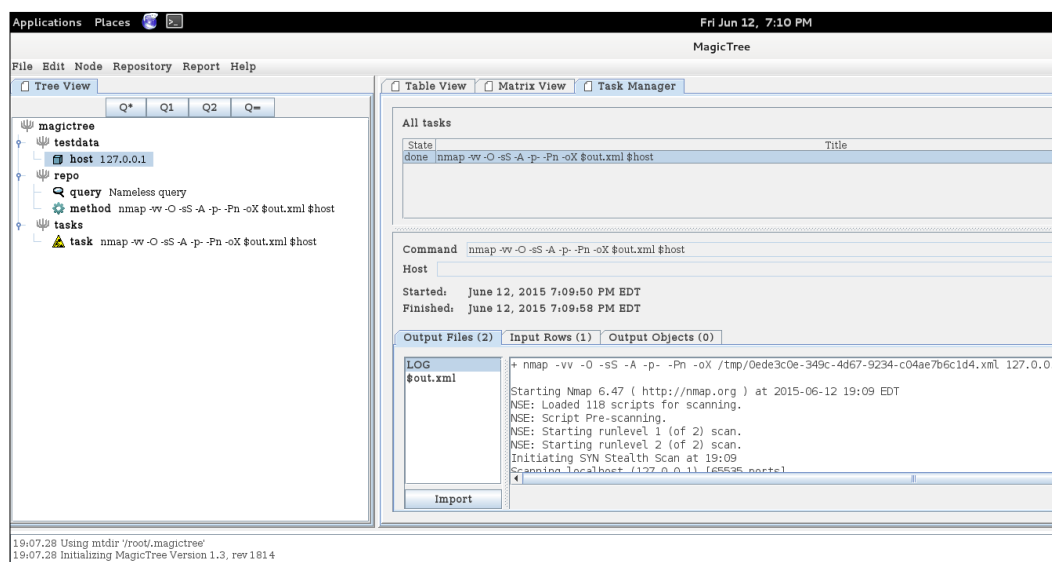 Applications Places Fri Jun 12, 7:10 PM
MagicTree
File Edit Node Repository Report Help
Tree View
Table View Matrix View Task Manager
Q* Q1 Q2 Q=
magictree
testdata
host 127.0.0.1
repo
query Nameless query
method nmap -vv -O -sS -A -p- -Pn -oX $out.xml $host
tasks
task nmap -vv -O -sS -A -p- -Pn -oX $out.xml $host
All tasks
State Title
done nmap -vv -O -sS -A -p- -Pn -oX $out.xml $host
Command nmap -vv -O -sS -A -p- -Pn -oX $out.xml $host
Host
Started: June 12, 2015 7:09:50 PM EDT
Finished: June 12, 2015 7:09:58 PM EDT
Output Files (2) Input Rows (1) Output Objects (0)
LOG
$out.xml
+ nmap -vv -O -sS -A -p- -Pn -oX /tmp/0ede3c0e-349c-4d67-9234-c04ae7b6c1d4.xml 127.0.0
Starting Nmap 6.47 ( http://nmap.org ) at 2015-06-12 19:09 EDT
NSE: Loaded 118 scripts for scanning.
NSE: Script Pre-scanning.
NSE: Starting runlevel 1 (of 2) scan.
NSE: Starting runlevel 2 (of 2) scan.
Initiating SYN Stealth Scan at 19:09
Scanning localhost (127.0.0.1) [65535 ports]
Import
19:07.28 Using mtdir '/root/.magictree'
19:07.28 Initializing MagicTree Version 1.3, rev 1814